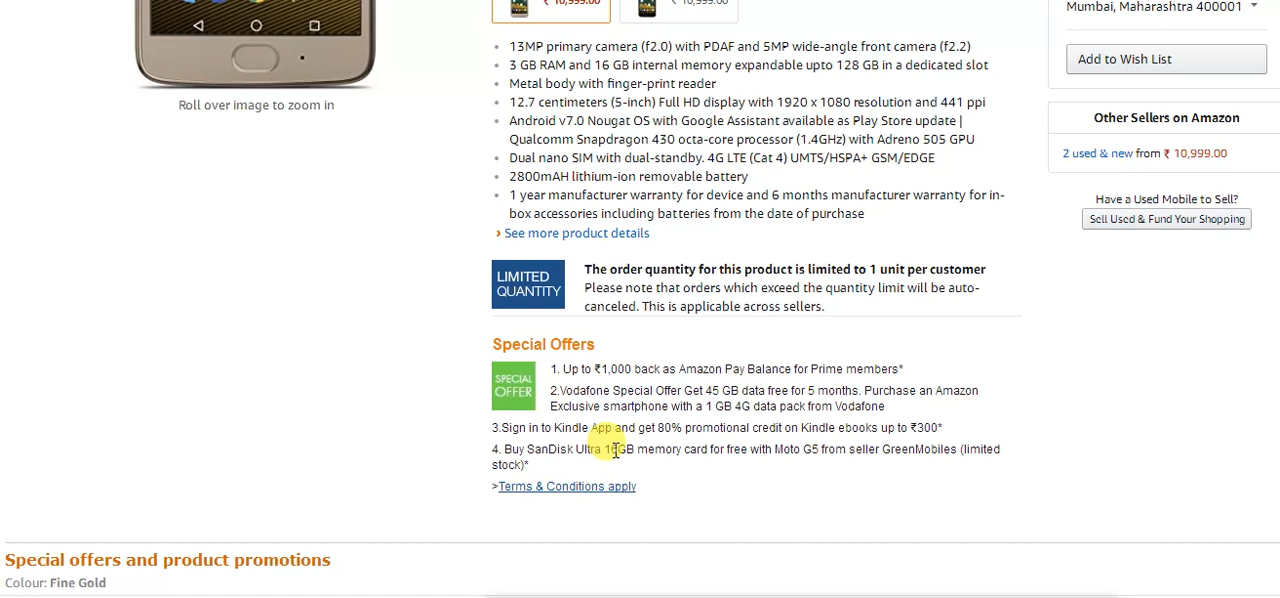 ₹ 10,999.00
₹ 10,999.00
Mumbai, Maharashtra 400001
Add to Wish List
Roll over image to zoom in
13MP primary camera (f2.0) with PDAF and 5MP wide-angle front camera (f2.2)
3 GB RAM and 16 GB internal memory expandable upto 128 GB in a dedicated slot
Metal body with finger-print reader
12.7 centimeters (5-inch) Full HD display with 1920 x 1080 resolution and 441 ppi
Android v7.0 Nougat OS with Google Assistant available as Play Store update |
Qualcomm Snapdragon 430 octa-core processor (1.4GHz) with Adreno 505 GPU
Dual nano SIM with dual-standby. 4G LTE (Cat 4) UMTS/HSPA+ GSM/EDGE
2800mAH lithium-ion removable battery
1 year manufacturer warranty for device and 6 months manufacturer warranty for in-
box accessories including batteries from the date of purchase
› See more product details
Other Sellers on Amazon
2 used & new from ₹ 10,999.00
Have a Used Mobile to Sell?
Sell Used & Fund Your Shopping
LIMITED
QUANTITY
The order quantity for this product is limited to 1 unit per customer
Please note that orders which exceed the quantity limit will be auto-
canceled. This is applicable across sellers.
Special Offers
SPECIAL
OFFER
1. Up to ₹1,000 back as Amazon Pay Balance for Prime members*
2.Vodafone Special Offer Get 45 GB data free for 5 months. Purchase an Amazon
Exclusive smartphone with a 1 GB 4G data pack from Vodafone
3.Sign in to Kindle App and get 80% promotional credit on Kindle ebooks up to ₹300*
4. Buy SanDisk Ultra 16GB memory card for free with Moto G5 from seller GreenMobiles (limited
stock)*
>Terms & Conditions apply
Special offers and product promotions
Colour: Fine Gold